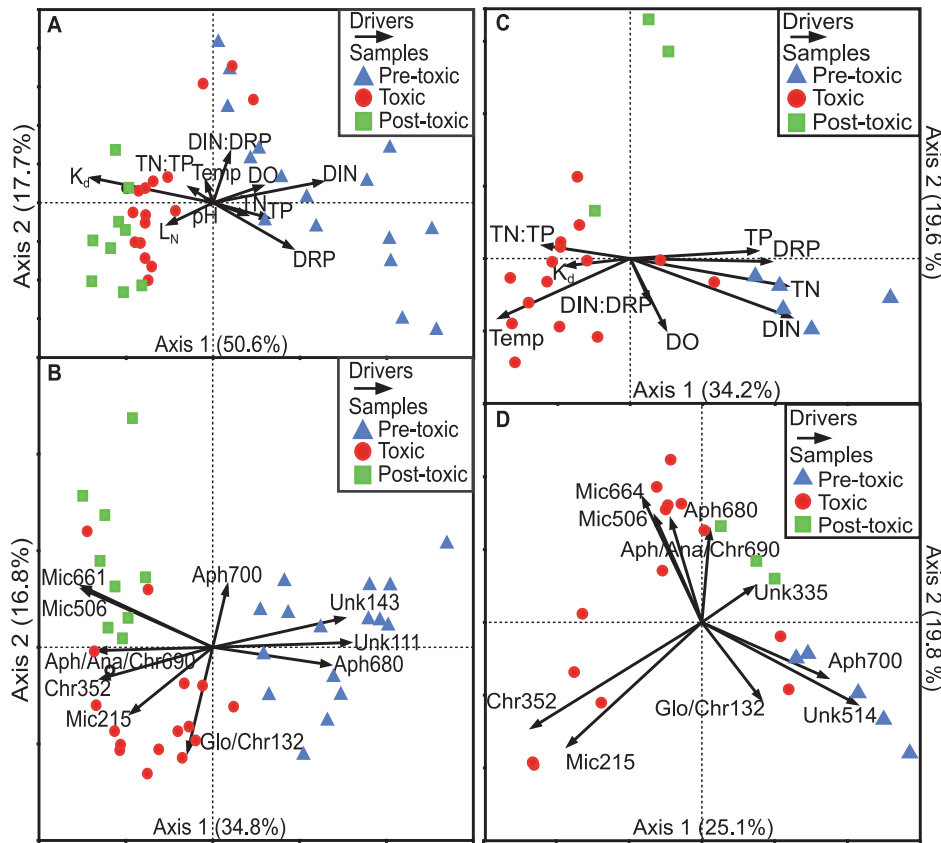 A
Drivers
Samples
Pre-toxic
Toxic
Post-toxic
DIN:DRP
TN:TP
Temp
DO
DIN
Kd
TN
TP
pH
LN
DRP
Axis 2 (17.7%)
Axis 1 (50.6%)
C
Drivers
Samples
Pre-toxic
Toxic
Post-toxic
TN:TP
TP
DRP
Kd
TN
DIN:DRP
DIN
Temp
DO
Axis 2 (19.6 %)
Axis 1 (34.2%)
B
Drivers
Samples
Pre-toxic
Toxic
Post-toxic
Mic661
Aph700
Mic506
Unk143
Unk111
Aph/Ana/Chr690
Aph680
Chr352
Mic215
Glo/Chr132
Axis 2 (16.8%)
Axis 1 (34.8%)
D
Drivers
Samples
Pre-toxic
Toxic
Post-toxic
Mic664
Aph680
Mic506
Aph/Ana/Chr690
Unk335
Aph700
Chr352
Glo/Chr132
Unk514
Mic215
Axis 2 (19.8 %)
Axis 1 (25.1%)